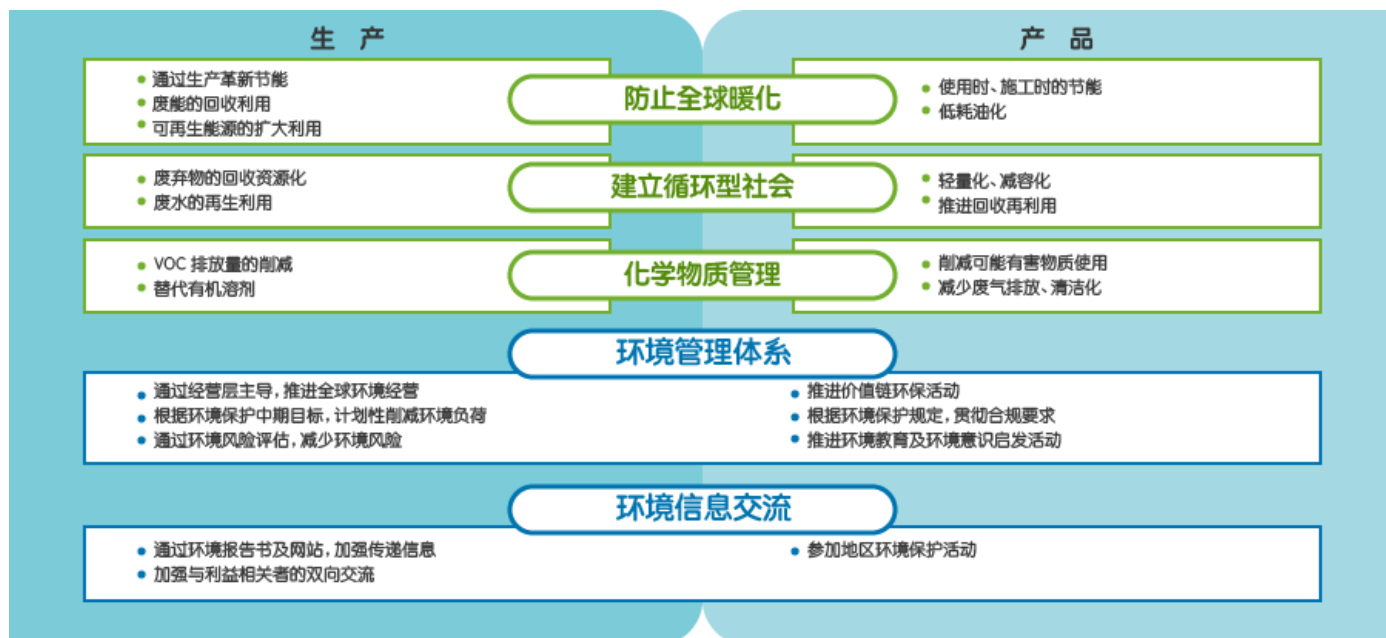 生 产
产 品
防止全球暖化
• 通过生产革新节能
• 废能的回收利用
• 可再生能源的扩大利用
• 使用时、施工时的节能
• 低耗油化
建立循环型社会
• 废弃物的回收资源化
• 废水的再生利用
• 轻量化、减容化
• 推进回收再利用
化学物质管理
• VOC 排放量的削减
• 替代有机溶剂
• 削减可能有害物质使用
• 减少废气排放、清洁化
环境管理体系
• 通过经营层主导，推进全球环境经营
• 根据环境保护中期目标，计划性削减环境负荷
• 通过环境风险评估，减少环境风险
• 推进价值链环保活动
• 根据环境保护规定，贯彻合规要求
• 推进环境教育及环境意识启发活动
环境信息交流
• 通过环境报告书及网站，加强传递信息
• 加强与利益相关者的双向交流
• 参加地区环境保护活动